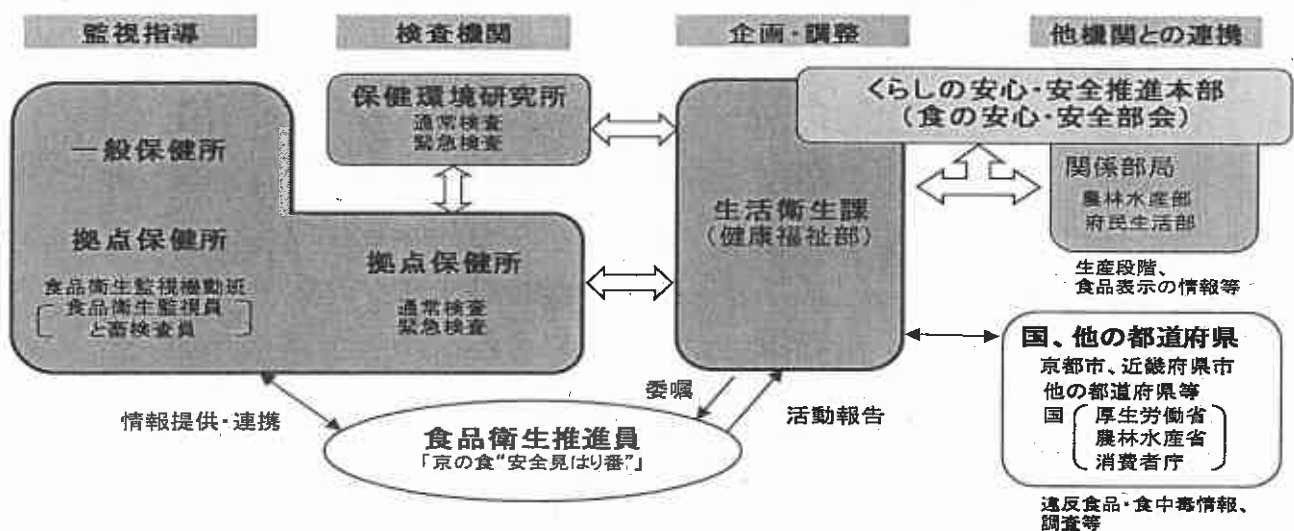 監視指導
検査機関
企画・調整
他機関との連携
一般保健所
拠点保健所
食品衛生監視機動班
食品衛生監視員
と畜検査員
保健環境研究所
通常検査
緊急検査
拠点保健所
通常検査
緊急検査
生活衛生課
(健康福祉部)
くらしの安心・安全推進本部
(食の安心・安全部会)
関係部局
農林水産部
府民生活部
生産段階、
食品表示の情報等
国、他の都道府県
京都市、近畿府県市
他の都道府県等
国 厚生労働省
農林水産省
消費者庁
違反食品・食中毒情報、
調査等
情報提供・連携
委嘱
活動報告
食品衛生推進員
「京の食“安全見はり番”」